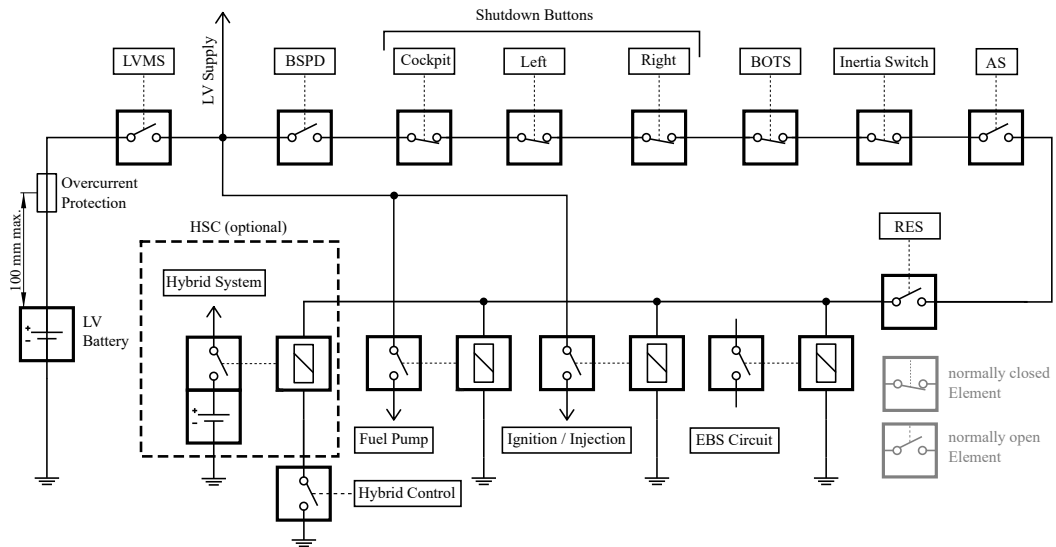 Shutdown Buttons
LVMS
LV Supply
BSPD
Cockpit
Left
Right
BOTS
Inertia Switch
AS
Overcurrent
Protection
100 mm max.
HSC (optional)
RES
Hybrid System
+
-
LV
Battery
+
-
normally closed
Element
Fuel Pump
Ignition / Injection
EBS Circuit
normally open
Element
Hybrid Control